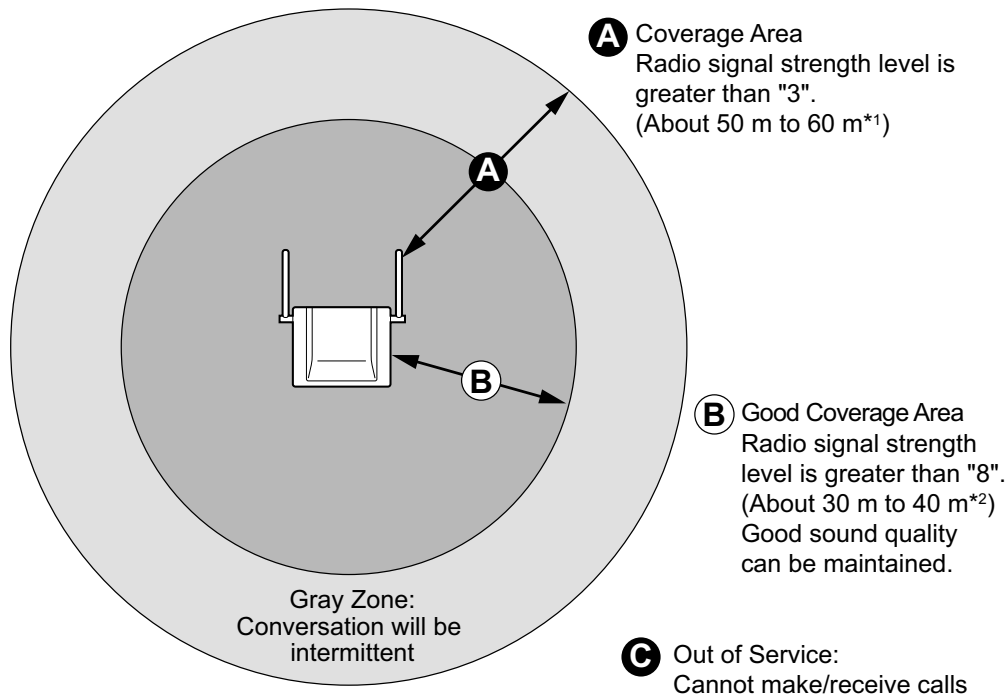 A Coverage Area
Radio signal strength level is
greater than "3".
(About 50 m to 60 m*1)
A
B
B Good Coverage Area
Radio signal strength
level is greater than "8".
(About 30 m to 40 m*2)
Good sound quality
can be maintained.
Gray Zone:
Conversation will be
intermittent
C Out of Service:
Cannot make/receive calls